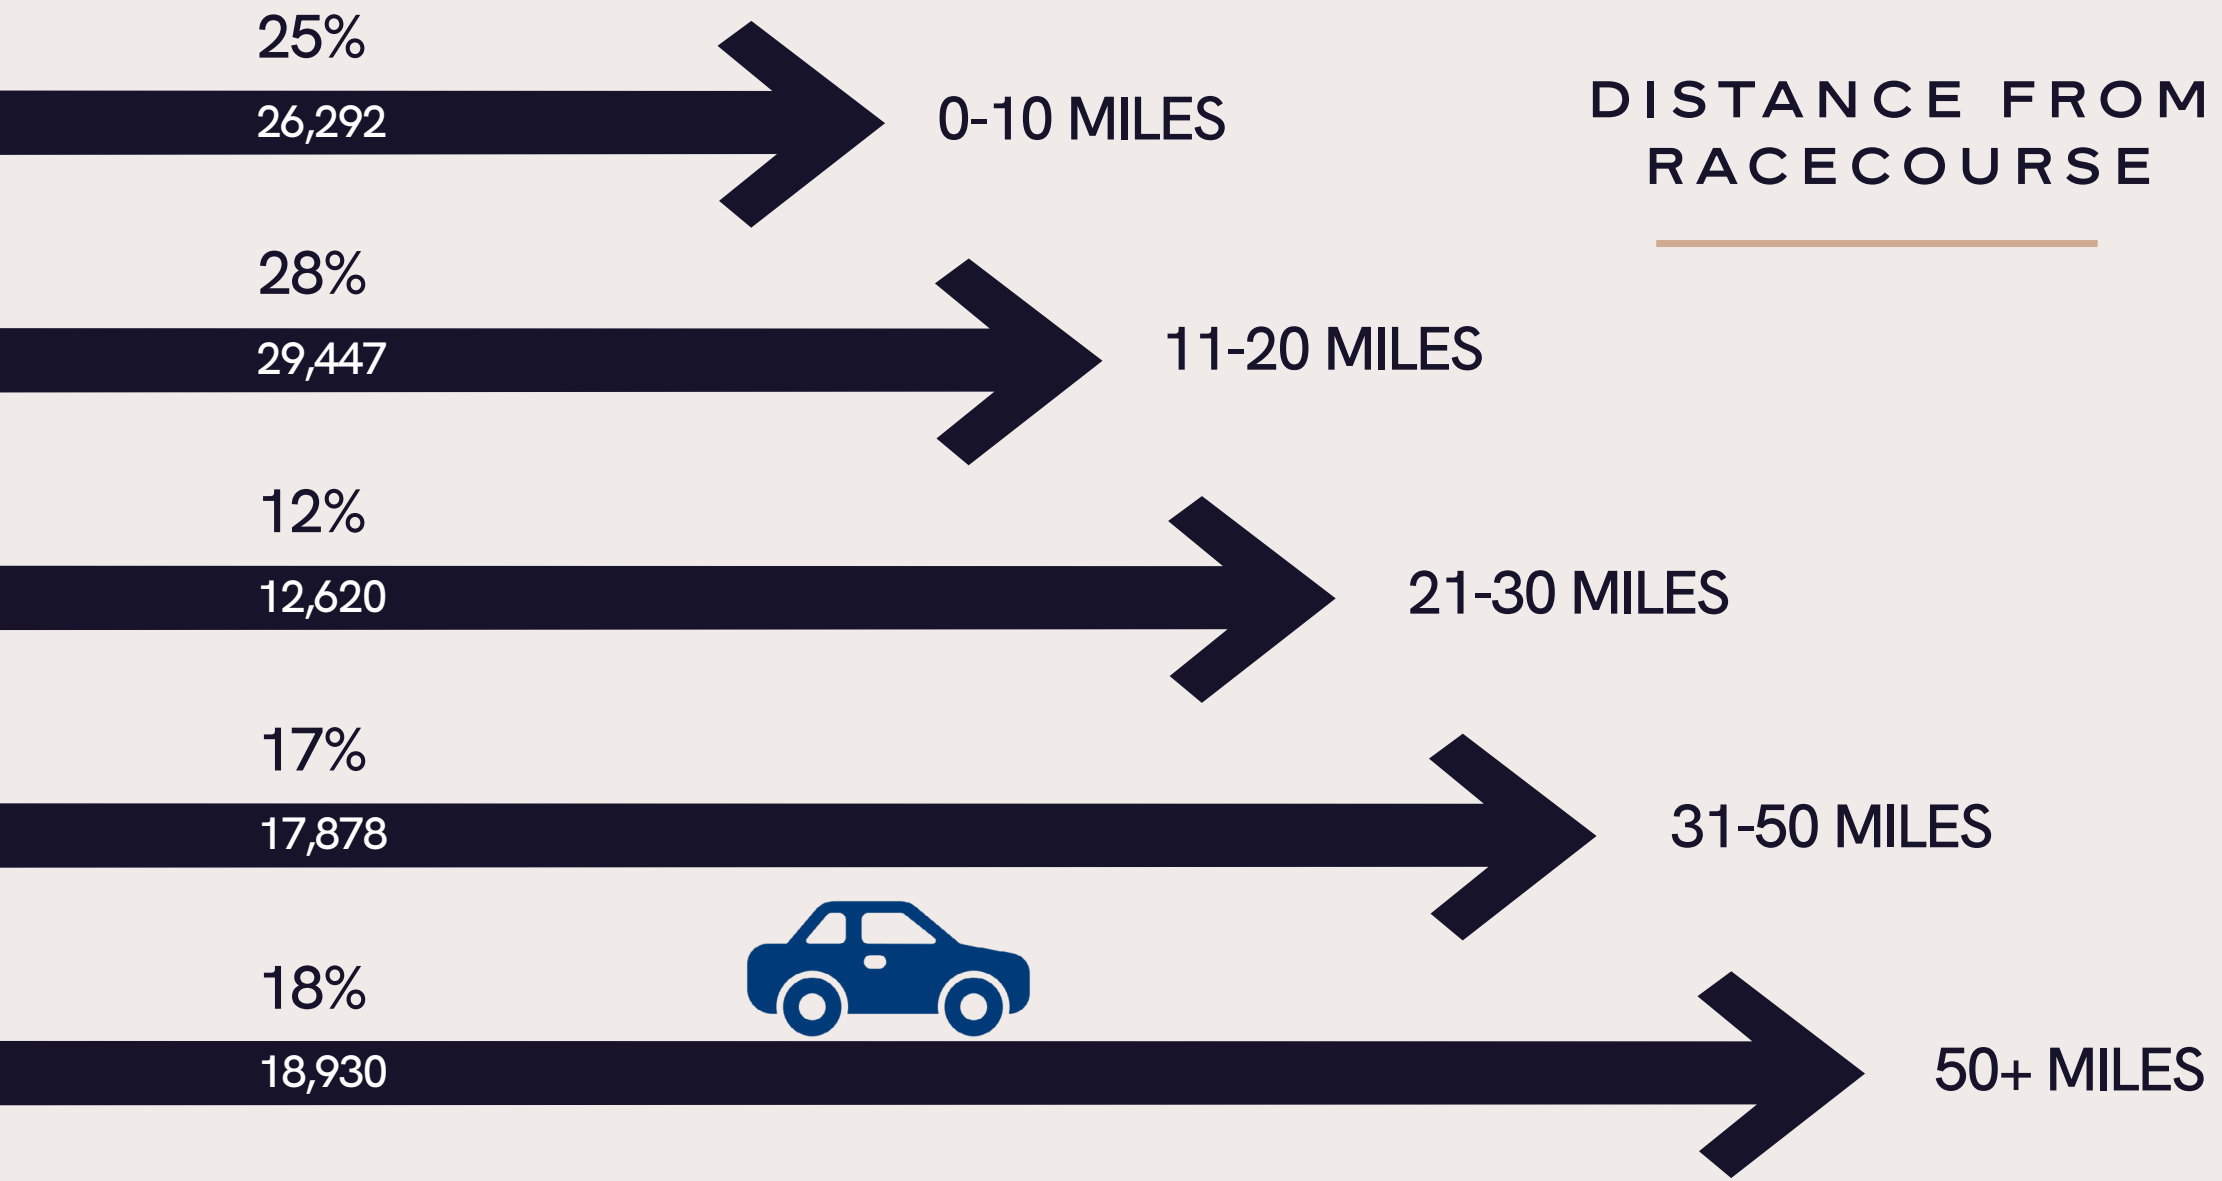 DISTANCE FROM
RACECOURSE
25%
26,292
0-10 MILES
28%
29,447
11-20 MILES
12%
12,620
21-30 MILES
17%
17,878
31-50 MILES
18%
18,930
50+ MILES